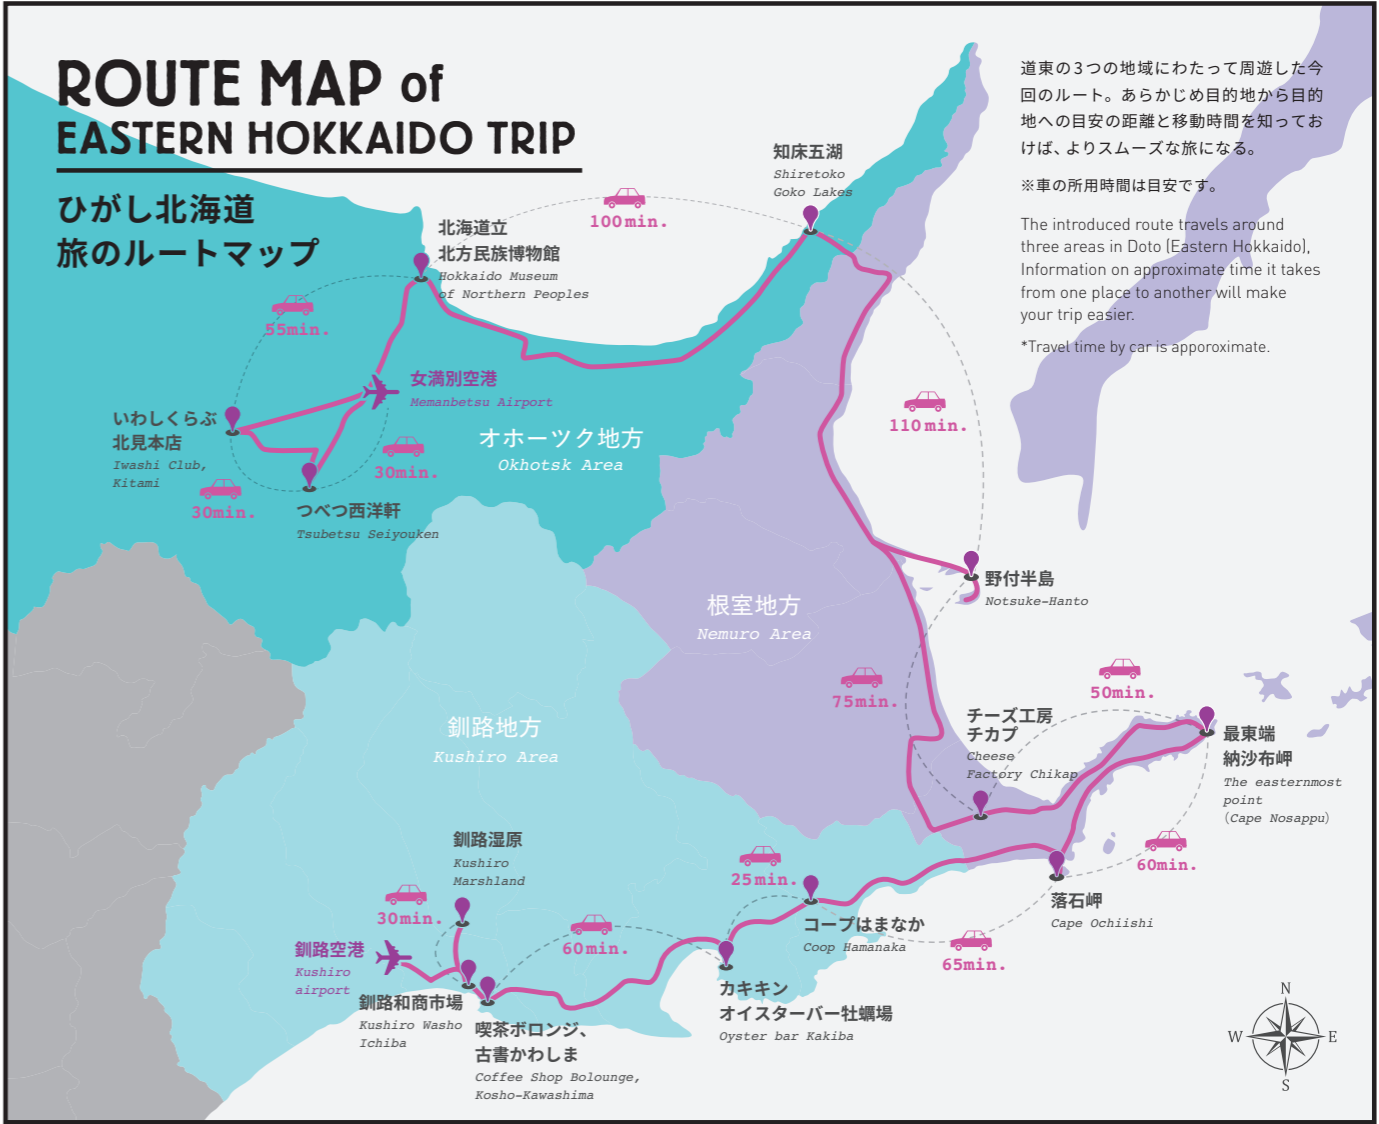 ROUTE MAP of
EASTERN HOKKAIDO TRIP
ひがし北海道
旅のルートマップ
道東の3つの地域にわたって周遊した今
回のルート。あらかじめ目的地から目的
地への目安の距離と移動時間を知ってお
けば、よりスムーズな旅になる。
※車の所用時間は目安です。
The introduced route travels around
three areas in Doto (Eastern Hokkaido),
Information on approximate time it takes
from one place to another will make
your trip easier.
*Travel time by car is apporoximate.
知床五湖
Shiretoko
Goko Lakes
100min.
北海道立
北方民族博物館
Hokkaido Museum
of Northern Peoples
55min.
女満別空港
Memanbetsu Airport
いわしくらぶ
北見本店
Iwashi Club,
Kitami
30min.
30min.
つべつ西洋軒
Tsubetsu Seiyouken
オホーツク地方
Okhotsk Area
110min.
野付半島
Notsuke-Hanto
根室地方
Nemuro Area
75min.
50min.
チーズ工房
チカプ
Cheese
Factory Chikap
最東端
納沙布岬
The easternmost
point
(Cape Nosappu)
60min.
釧路地方
Kushiro Area
釧路湿原
Kushiro
Marshland
30min.
釧路空港
Kushiro
airport
釧路和商市場
Kushiro Washo
Ichiba
喫茶ボロンジ、
古書かわしま
Coffee Shop Bolounge,
Kosho-Kawashima
60min.
25min.
コープはまなか
Coop Hamanaka
カキキン
オイスターバー牡蠣場
Oyster bar Kakiba
65min.
落石岬
Cape Ochiishi
N
W
E
S